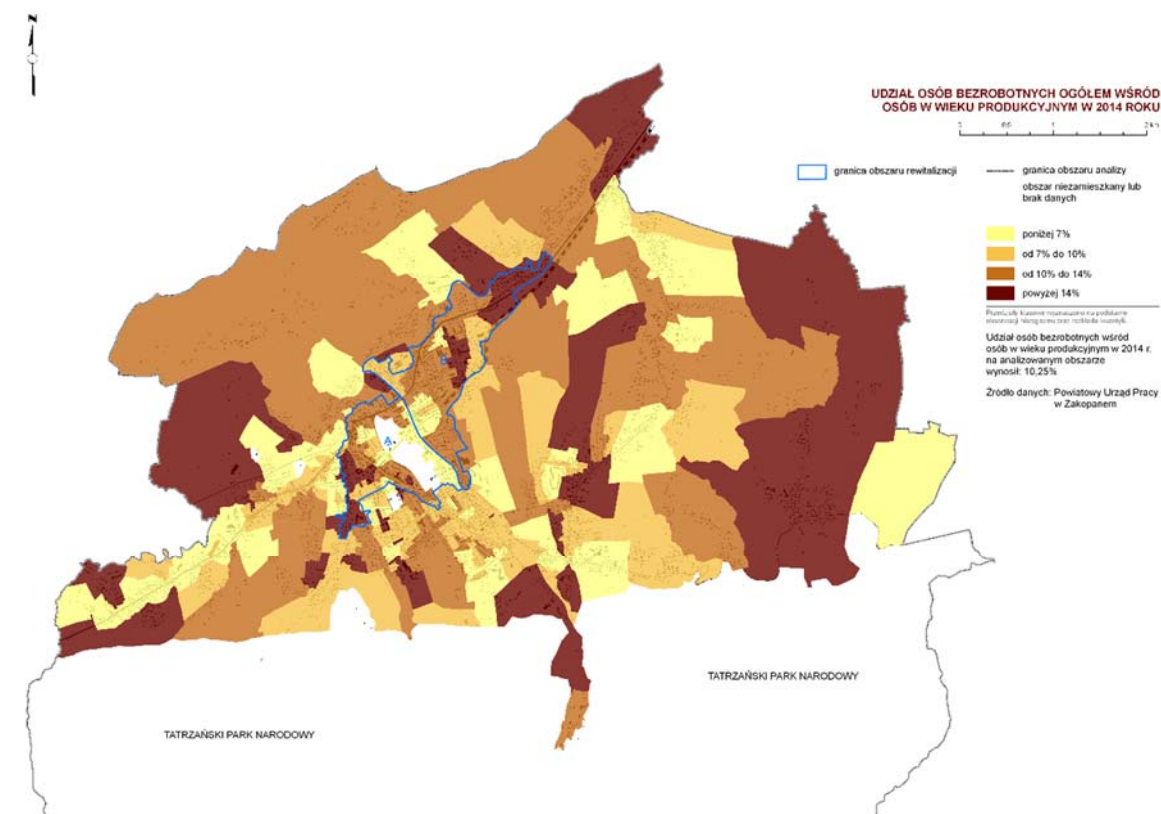 N
UDZIAŁ OSÓB BEZROBOTNYCH OGÓŁEM WŚRÓD
OSÓB W WIEKU PRODUKCYJNYM W 2014 ROKU
granica obszaru rewitalizacji
granica obszaru analizy
obszar niezamieszkany lub
brak danych
poniżej 7%
od 7% do 10%
od 10% do 14%
powyżej 14%
Udział osób bezrobotnych wśród
osób w wieku produkcyjnym w 2014 r.
na analizowanym obszarze
wynosił: 10,25%
Źródło danych: Powiatowy Urząd Pracy
w Zakopanem
A
B
TATRZAŃSKI PARK NARODOWY
TATRZAŃSKI PARK NARODOWY